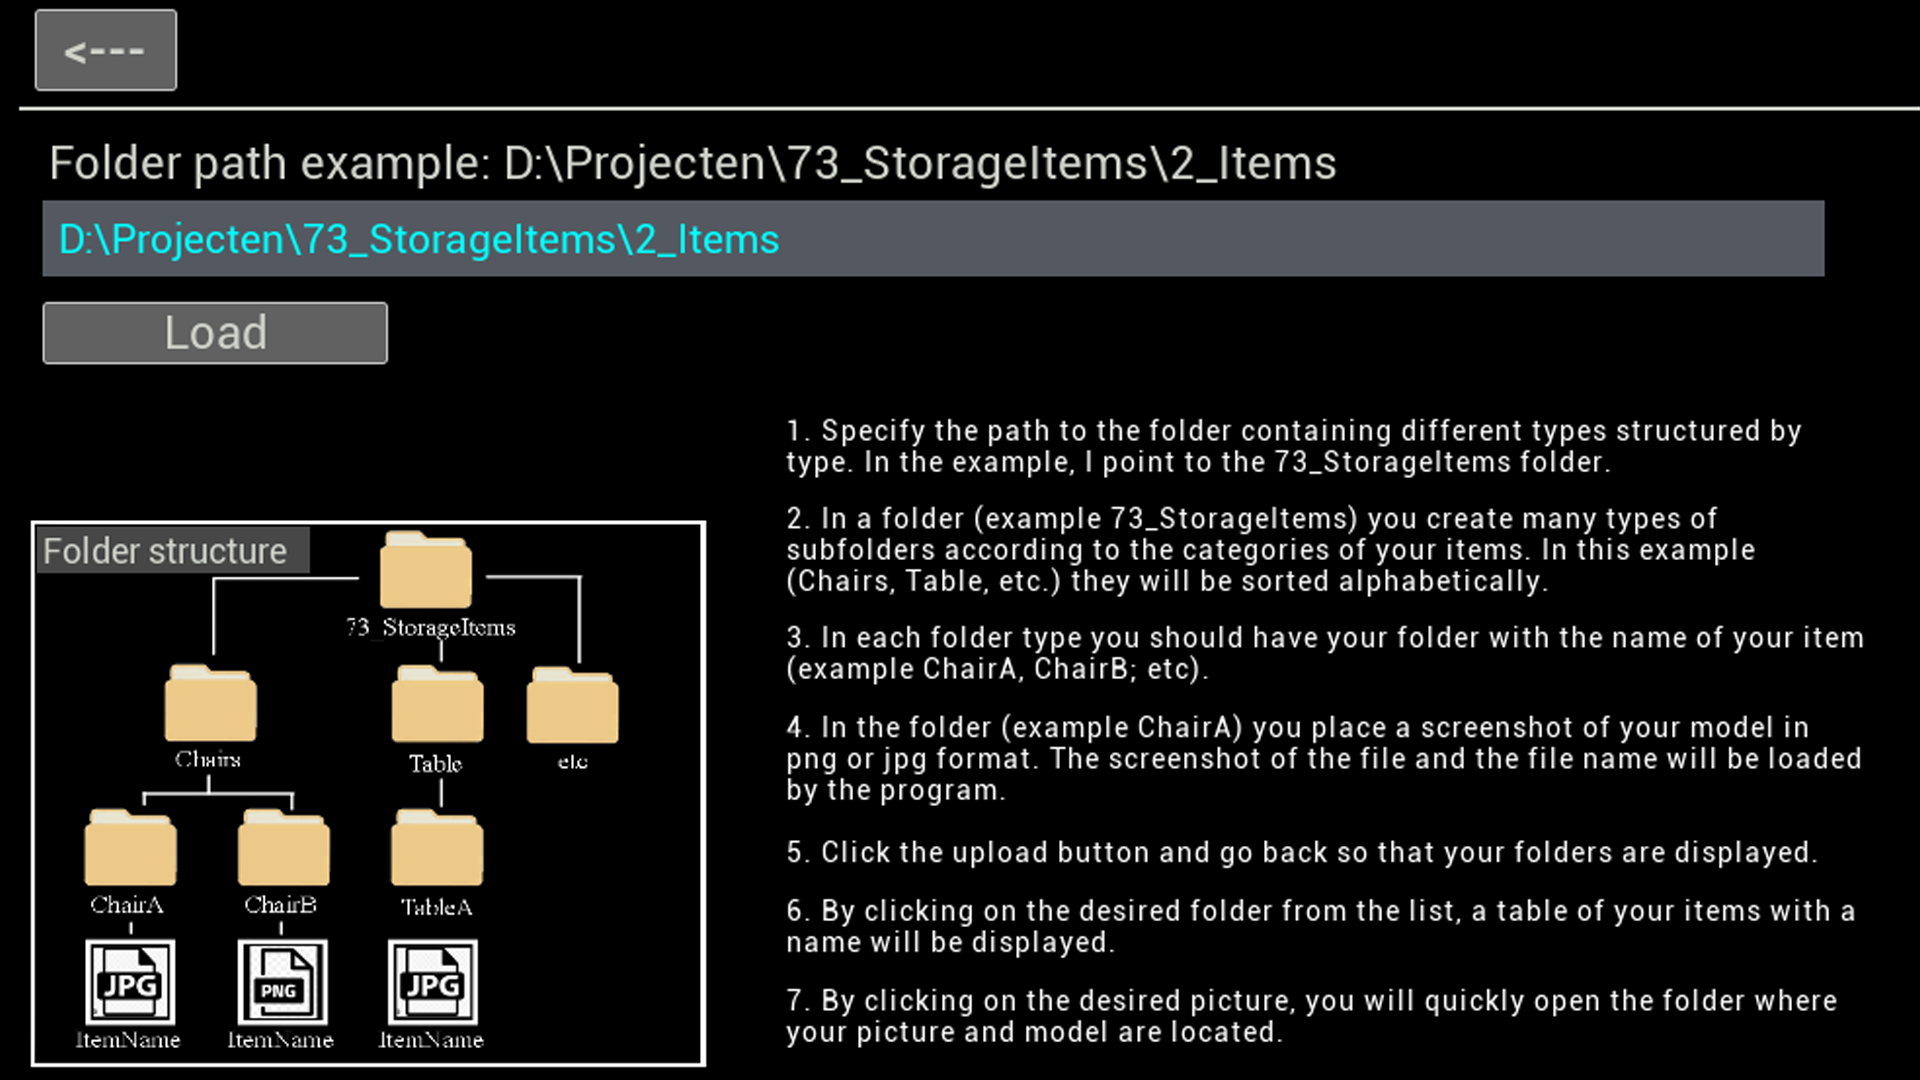 <---
Folder path example: D:\Projecten\73_StorageItems\2_Items
D:\Projecten\73_StorageItems\2_Items
Load
1. Specify the path to the folder containing different types structured by
type. In the example, I point to the 73_StorageItems folder.
2. In a folder (example 73_StorageItems) you create many types of
subfolders according to the categories of your items. In this example
(Chairs, Table, etc.) they will be sorted alphabetically.
3. In each folder type you should have your folder with the name of your item
(example ChairA, ChairB; etc).
4. In the folder (example ChairA) you place a screenshot of your model in
png or jpg format. The screenshot of the file and the file name will be loaded
by the program.
5. Click the upload button and go back so that your folders are displayed.
6. By clicking on the desired folder from the list, a table of your items with a
name will be displayed.
7. By clicking on the desired picture, you will quickly open the folder where
your picture and model are located.
Folder structure
73_StorageItems
Chairs Table etc
ChairA ChairB TableA
JPG PNG JPG
ItemName ItemName ItemName